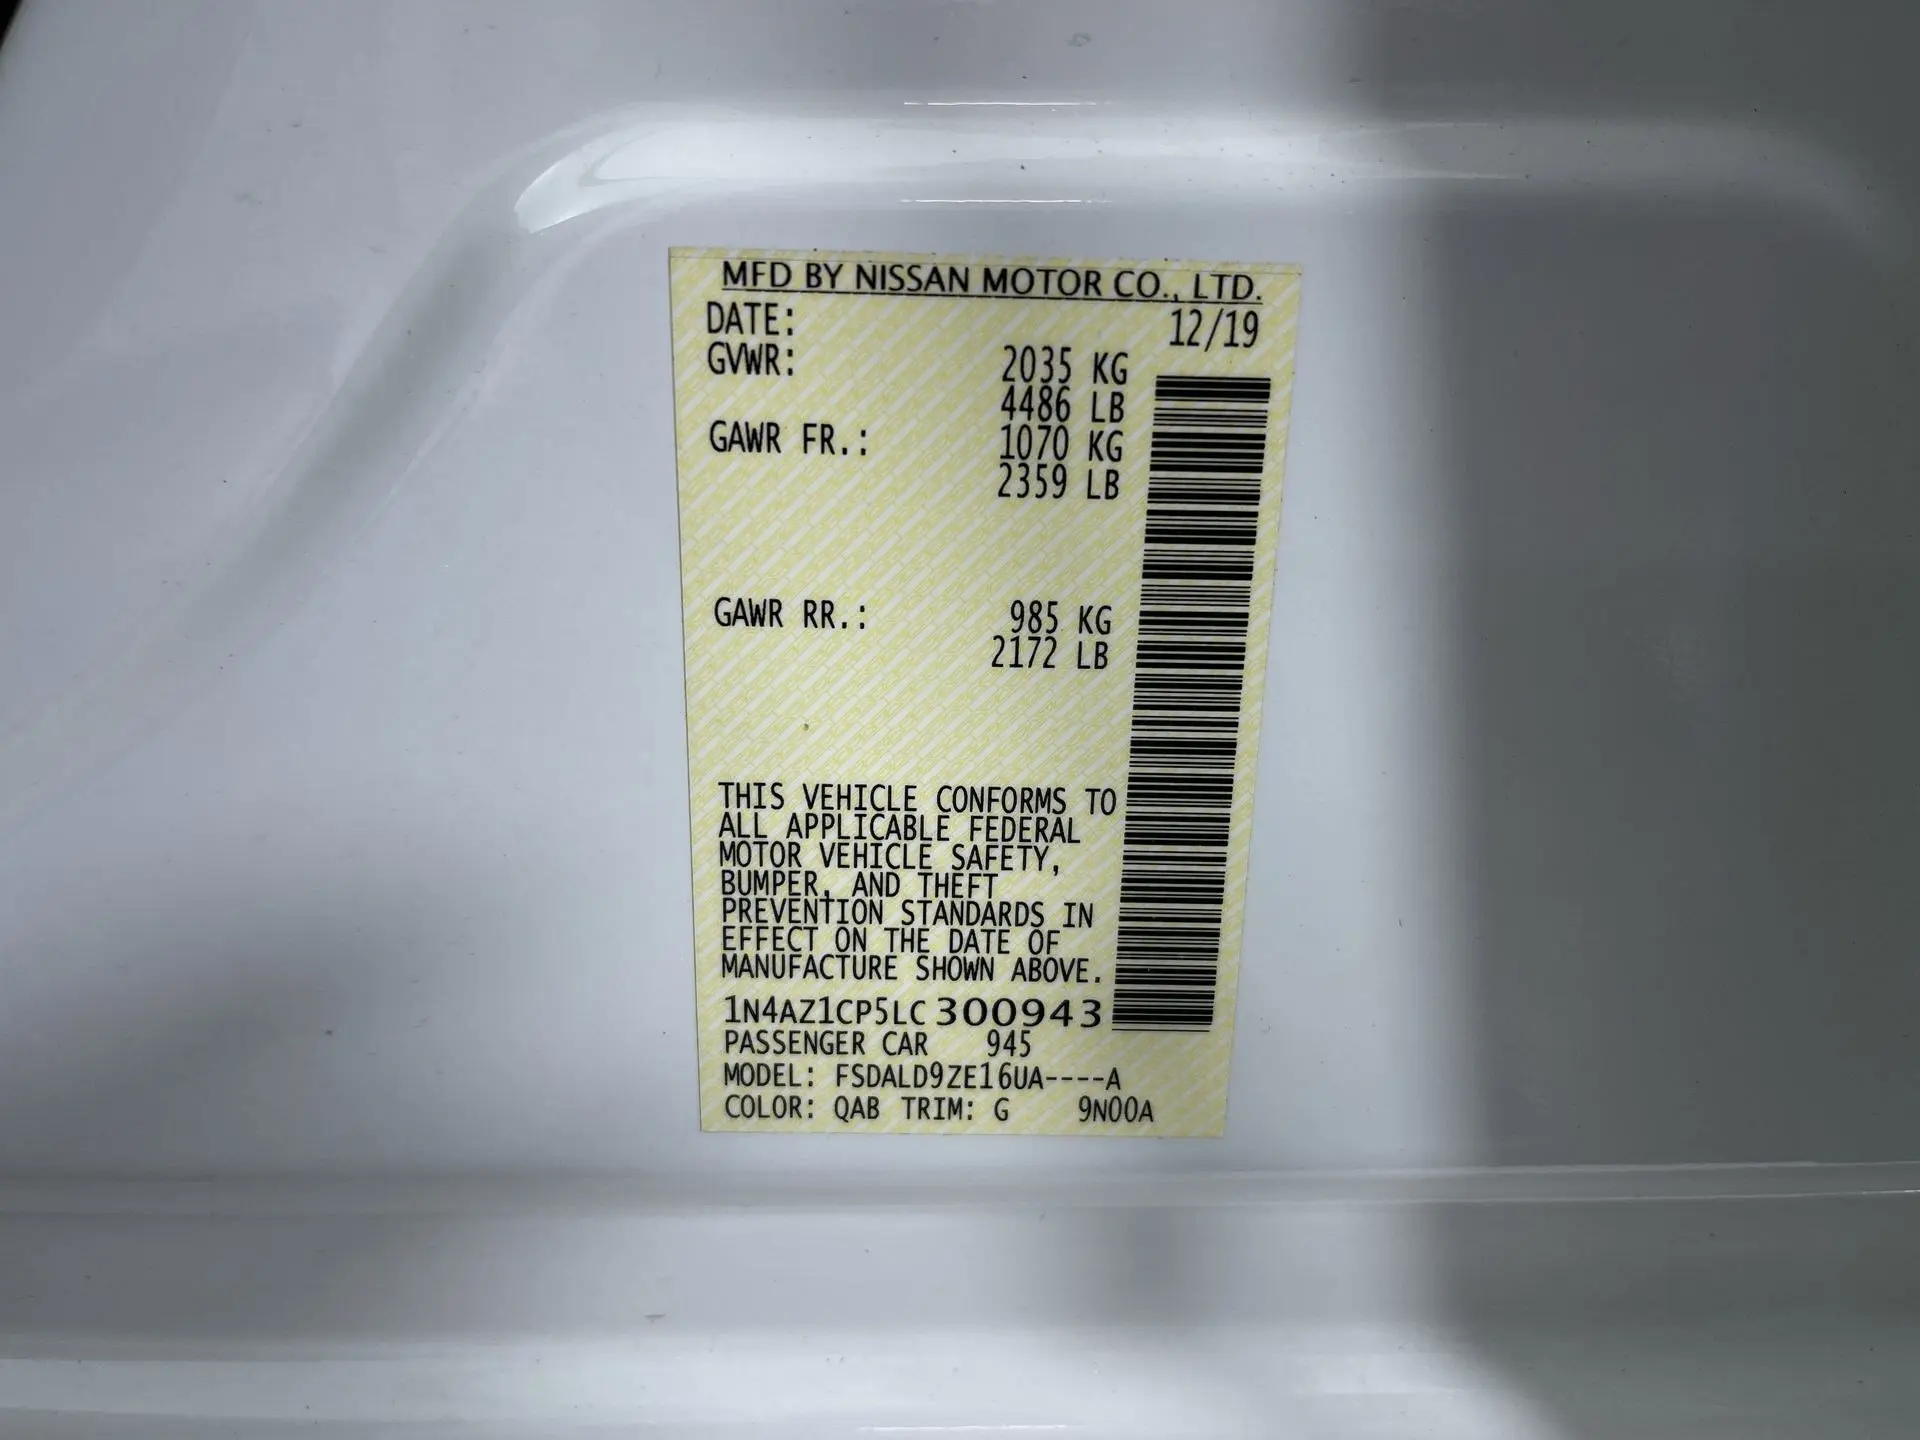 MFD BY NISSAN MOTOR CO., LTD.
DATE: 12/19
GVWR: 2035 KG
4486 LB
GAWR FR.: 1070 KG
2359 LB
GAWR RR.: 985 KG
2172 LB
THIS VEHICLE CONFORMS TO
ALL APPLICABLE FEDERAL
MOTOR VEHICLE SAFETY,
BUMPER, AND THEFT
PREVENTION STANDARDS IN
EFFECT ON THE DATE OF
MANUFACTURE SHOWN ABOVE.
1N4AZ1CP5LC300943
PASSENGER CAR 945
MODEL: FSDALD9ZE16UA----A
COLOR: QAB TRIM: G 9N00A